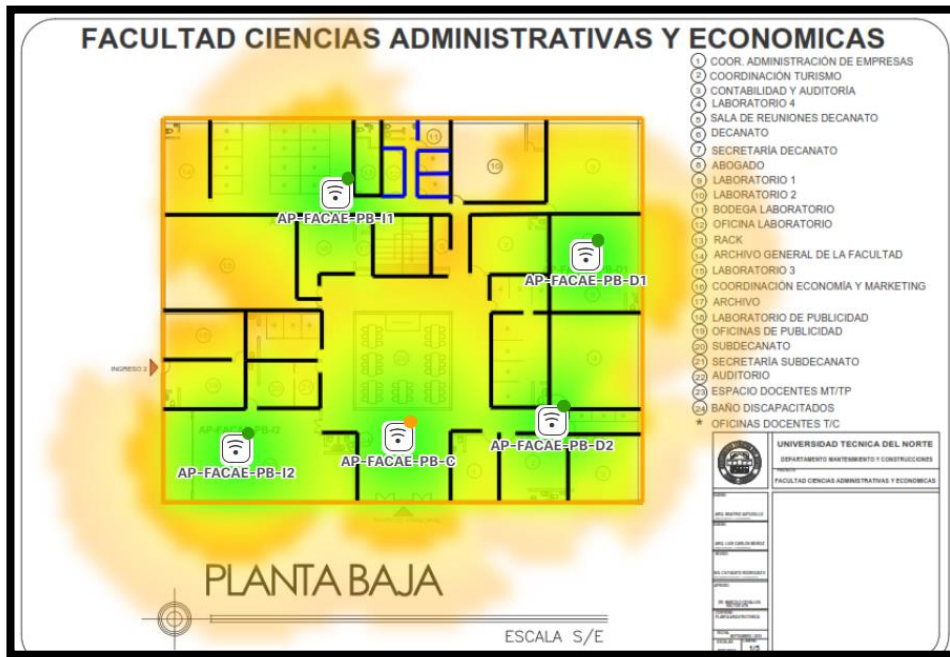 FACULTAD CIENCIAS ADMINISTRATIVAS Y ECONOMICAS
1 COOR. ADMINISTRACIÓN DE EMPRESAS
2 COORDINACIÓN TURISMO
3 CONTABILIDAD Y AUDITORÍA
4 LABORATORIO 4
5 SALA DE REUNIONES DECANATO
6 DECANATO
7 SECRETARÍA DECANATO
8 ABOGADO
9 LABORATORIO 1
10 LABORATORIO 2
11 BODEGA LABORATORIO
12 OFICINA LABORATORIO
13 RACK
14 ARCHIVO GENERAL DE LA FACULTAD
15 LABORATORIO 3
16 COORDINACIÓN ECONOMÍA Y MARKETING
17 ARCHIVO
18 LABORATORIO DE PUBLICIDAD
19 OFICINAS DE PUBLICIDAD
20 SUBDECANATO
21 SECRETARÍA SUBDECANATO
22 AUDITORIO
23 ESPACIO DOCENTES MT/TP
24 BAÑO DISCAPACITADOS
* OFICINAS DOCENTES T/C
11
10
AP-FACAE-PB-I1
AP-FACAE-PB-D1
INGRESO 2
AP-FACAE-PB-I2
AP-FACAE-PB-C
AP-FACAE-PB-D2
PLANTA BAJA
ESCALA S/E
UNIVERSIDAD TECNICA DEL NORTE
DEPARTAMENTO MANTENIMIENTO Y CONSTRUCCIONES
FACULTAD CIENCIAS ADMINISTRATIVAS Y ECONOMICAS